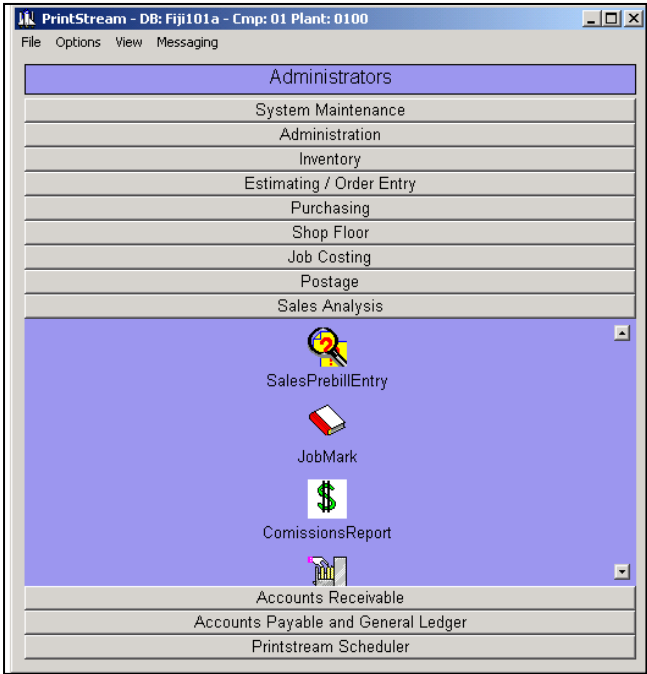 PrintStream - DB: Fiji101a - Cmp: 01 Plant: 0100
File Options View Messaging
Administrators
System Maintenance
Administration
Inventory
Estimating / Order Entry
Purchasing
Shop Floor
Job Costing
Postage
Sales Analysis
SalesPrebillEntry
JobMark
ComissionsReport
Accounts Receivable
Accounts Payable and General Ledger
Printstream Scheduler